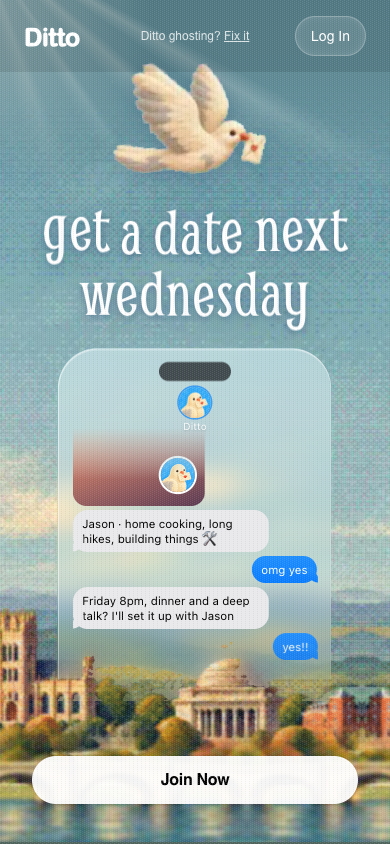 Ditto
Ditto ghosting? Fix it
Log In
get a date next
wednesday
Ditto
Jason · home cooking, long
hikes, building things 🛠️
omg yes
Friday 8pm, dinner and a deep
talk? I'll set it up with Jason
yes!!
Join Now